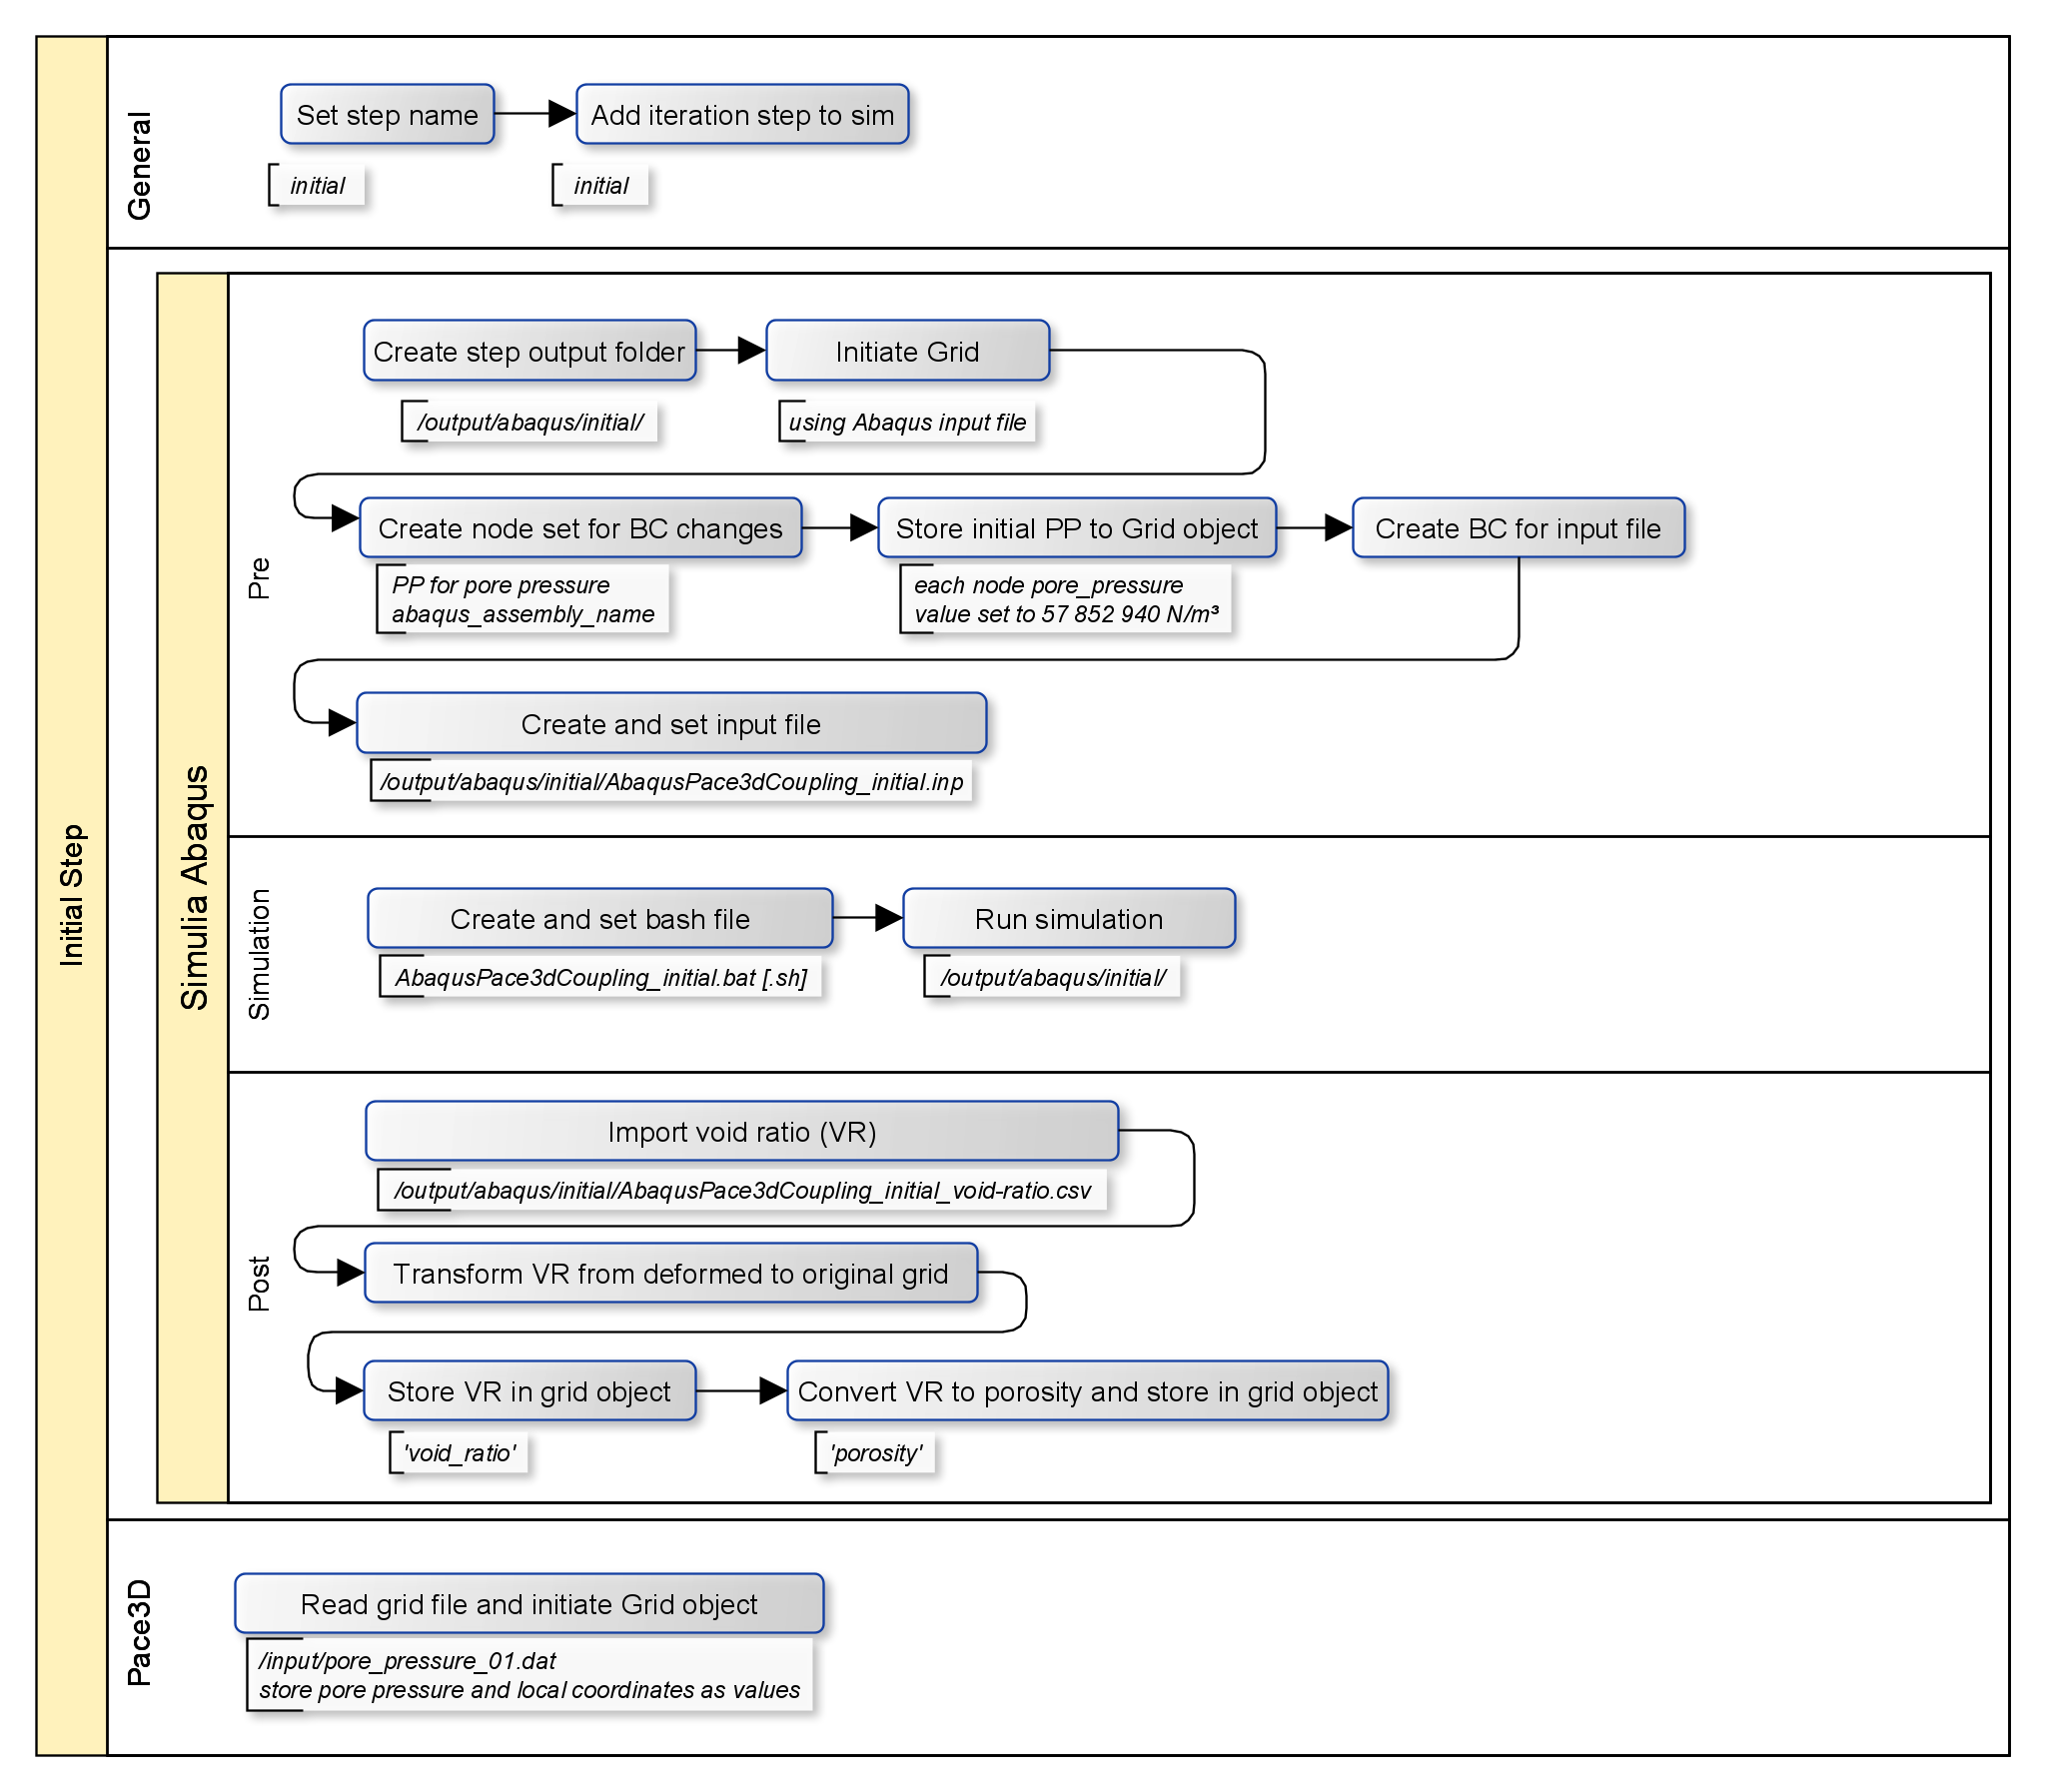 Initial Step
General
Set step name
Add iteration step to sim
initial
initial
Simulia Abaqus
Pre
Create step output folder
Initiate Grid
/output/abaqus/initial/
using Abaqus input file
Create node set for BC changes
Store initial PP to Grid object
Create BC for input file
PP for pore pressure
abaqus_assembly_name
each node pore_pressure
value set to 57 852 940 N/m³
Create and set input file
/output/abaqus/initial/AbaqusPace3dCoupling_initial.inp
Simulation
Create and set bash file
Run simulation
AbaqusPace3dCoupling_initial.bat [.sh]
/output/abaqus/initial/
Post
Import void ratio (VR)
/output/abaqus/initial/AbaqusPace3dCoupling_initial_void-ratio.csv
Transform VR from deformed to original grid
Store VR in grid object
Convert VR to porosity and store in grid object
'void_ratio'
'porosity'
Pace3D
Read grid file and initiate Grid object
/input/pore_pressure_01.dat
store pore pressure and local coordinates as values